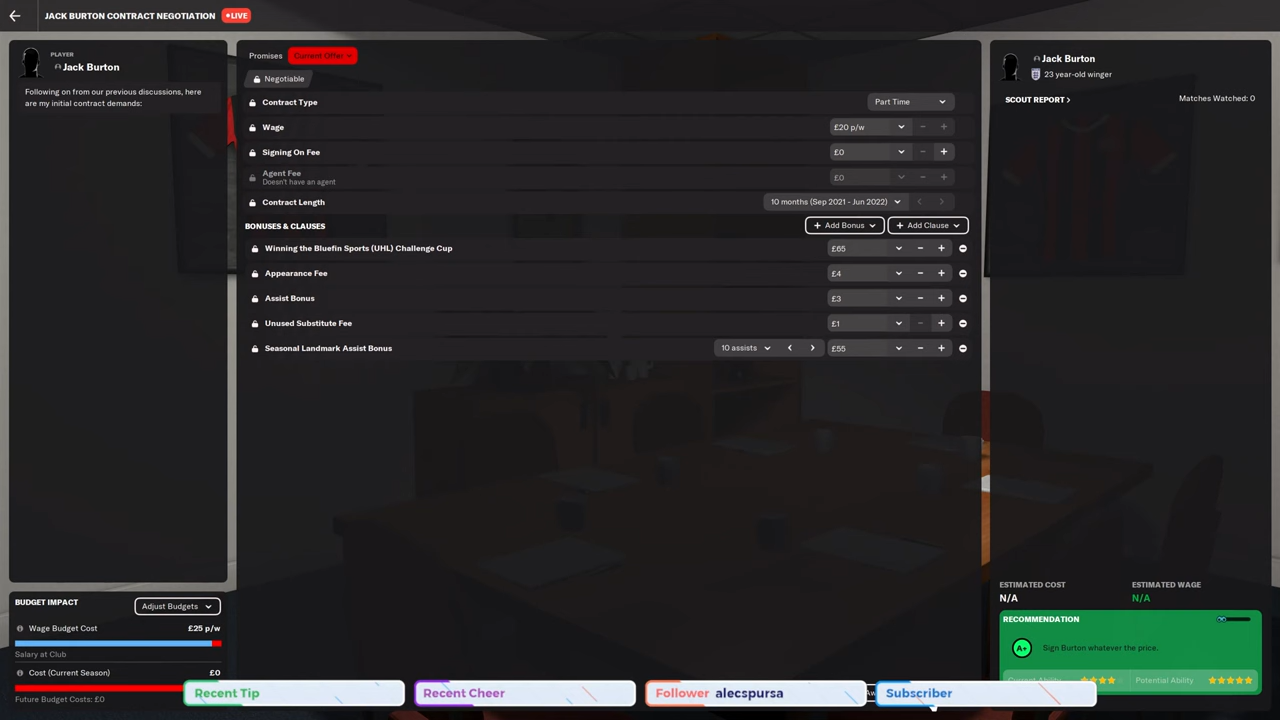 JACK BURTON CONTRACT NEGOTIATION
LIVE
PLAYER
Jack Burton
Following on from our previous discussions, here
are my initial contract demands:
Promises
Current Offer
Negotiable
Contract Type
Part Time
Wage
£20 p/w
Signing On Fee
£0
Agent Fee
Doesn't have an agent
£0
Contract Length
10 months (Sep 2021 - Jun 2022)
BONUSES & CLAUSES
Add Bonus
Add Clause
Winning the Bluefin Sports (UHL) Challenge Cup
£65
Appearance Fee
£4
Assist Bonus
£3
Unused Substitute Fee
£1
Seasonal Landmark Assist Bonus
10 assists
£55
Jack Burton
23 year-old winger
SCOUT REPORT
Matches Watched: 0
ESTIMATED COST
N/A
ESTIMATED WAGE
N/A
RECOMMENDATION
A+
Sign Burton whatever the price.
Current Ability
Potential Ability
BUDGET IMPACT
Adjust Budgets
Wage Budget Cost
£25 p/w
Salary at Club
Cost (Current Season)
£0
Future Budget Costs: £0
Recent Tip
Recent Cheer
Follower alecspursa
Subscriber